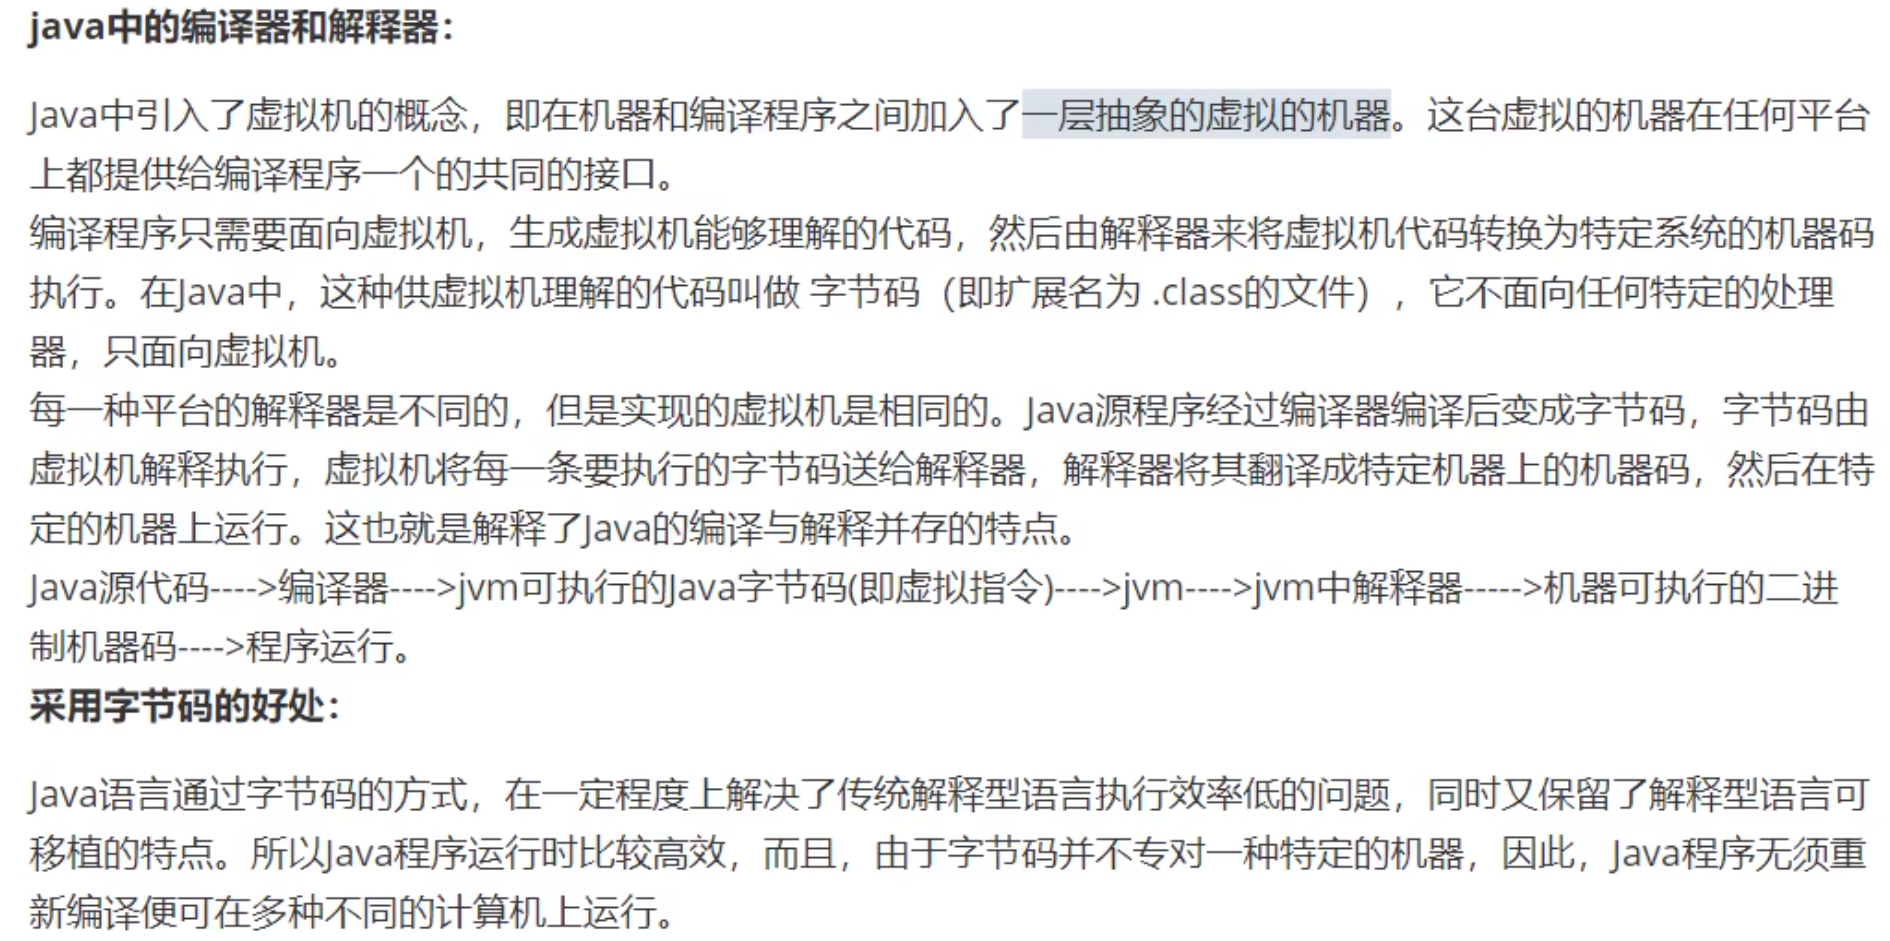 java中的编译器和解释器：
Java中引入了虚拟机的概念，即在机器和编译程序之间加入了一层抽象的虚拟的机器。这台虚拟的机器在任何平台
上都提供给编译程序一个的共同的接口。
编译程序只需要面向虚拟机，生成虚拟机能够理解的代码，然后由解释器来将虚拟机代码转换为特定系统的机器码
执行。在Java中，这种供虚拟机理解的代码叫做 字节码（即扩展名为 .class的文件），它不面向任何特定的处理
器，只面向虚拟机。
每一种平台的解释器是不同的，但是实现的虚拟机是相同的。Java源程序经过编译器编译后变成字节码，字节码由
虚拟机解释执行，虚拟机将每一条要执行的字节码送给解释器，解释器将其翻译成特定机器上的机器码，然后在特
定的机器上运行。这也就是解释了Java的编译与解释并存的特点。
Java源代码---->编译器---->jvm可执行的Java字节码(即虚拟指令)---->jvm---->jvm中解释器----->机器可执行的二进
制机器码---->程序运行。
采用字节码的好处：
Java语言通过字节码的方式，在一定程度上解决了传统解释型语言执行效率低的问题，同时又保留了解释型语言可
移植的特点。所以Java程序运行时比较高效，而且，由于字节码并不专对一种特定的机器，因此，Java程序无须重
新编译便可在多种不同的计算机上运行。